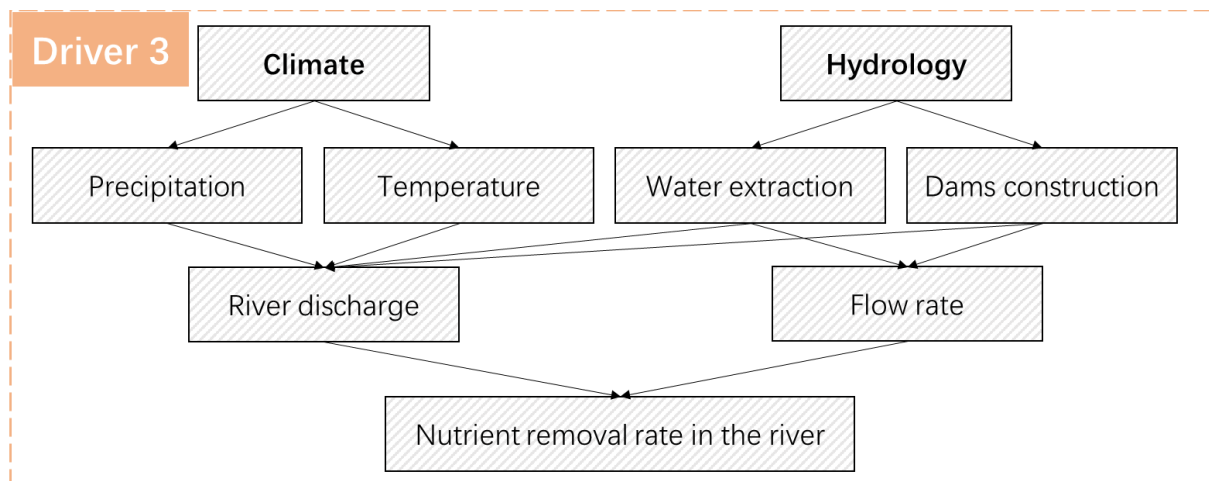 Driver 3
Climate
Hydrology
Precipitation
Temperature
Water extraction
Dams construction
River discharge
Flow rate
Nutrient removal rate in the river